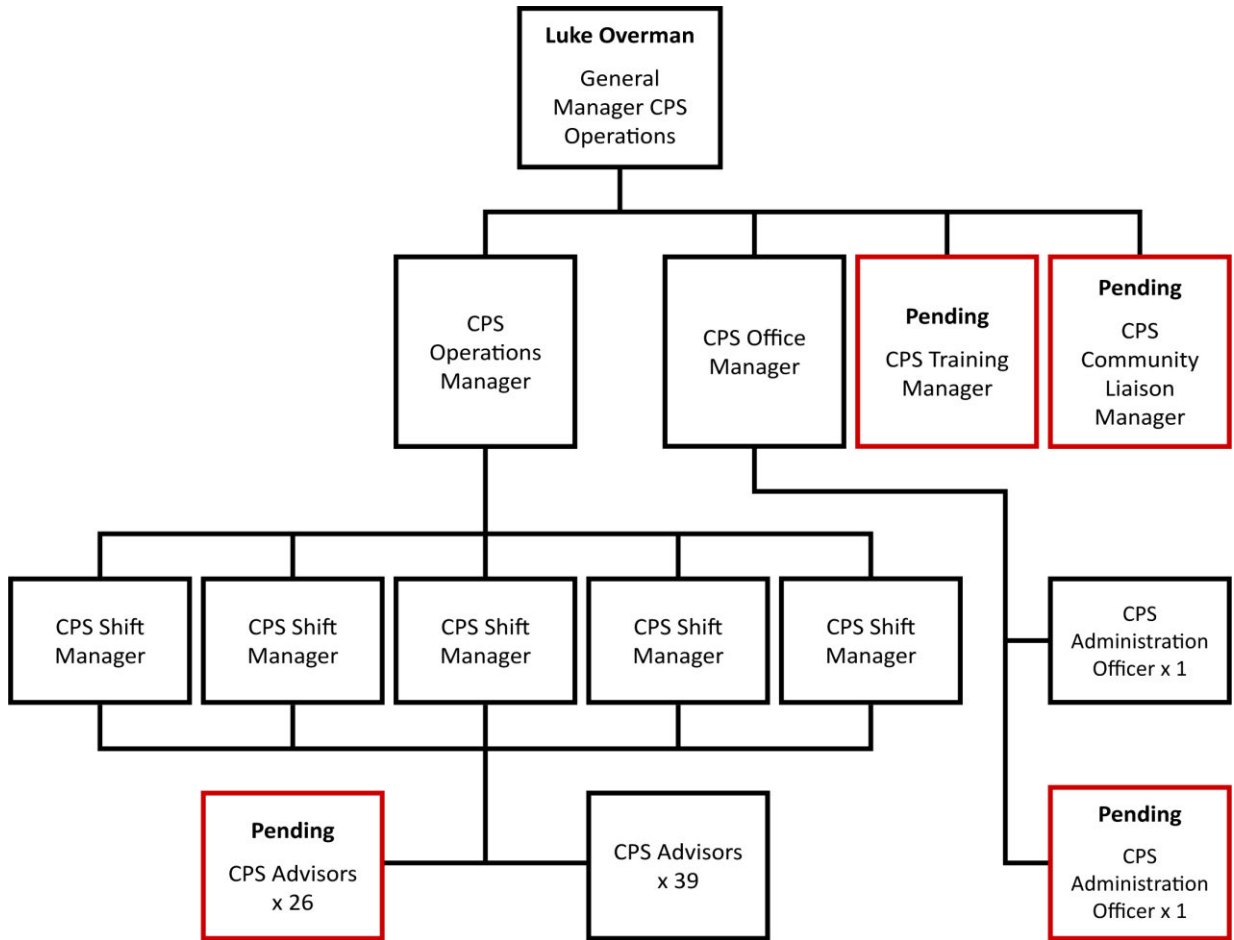 Luke Overman
General
Manager CPS
Operations
CPS
Operations
Manager
CPS Office
Manager
Pending
CPS Training
Manager
Pending
CPS
Community
Liaison
Manager
CPS Shift
Manager
CPS Shift
Manager
CPS Shift
Manager
CPS Shift
Manager
CPS Shift
Manager
CPS
Administration
Officer x 1
Pending
CPS Advisors
x 26
CPS Advisors
x 39
Pending
CPS
Administration
Officer x 1